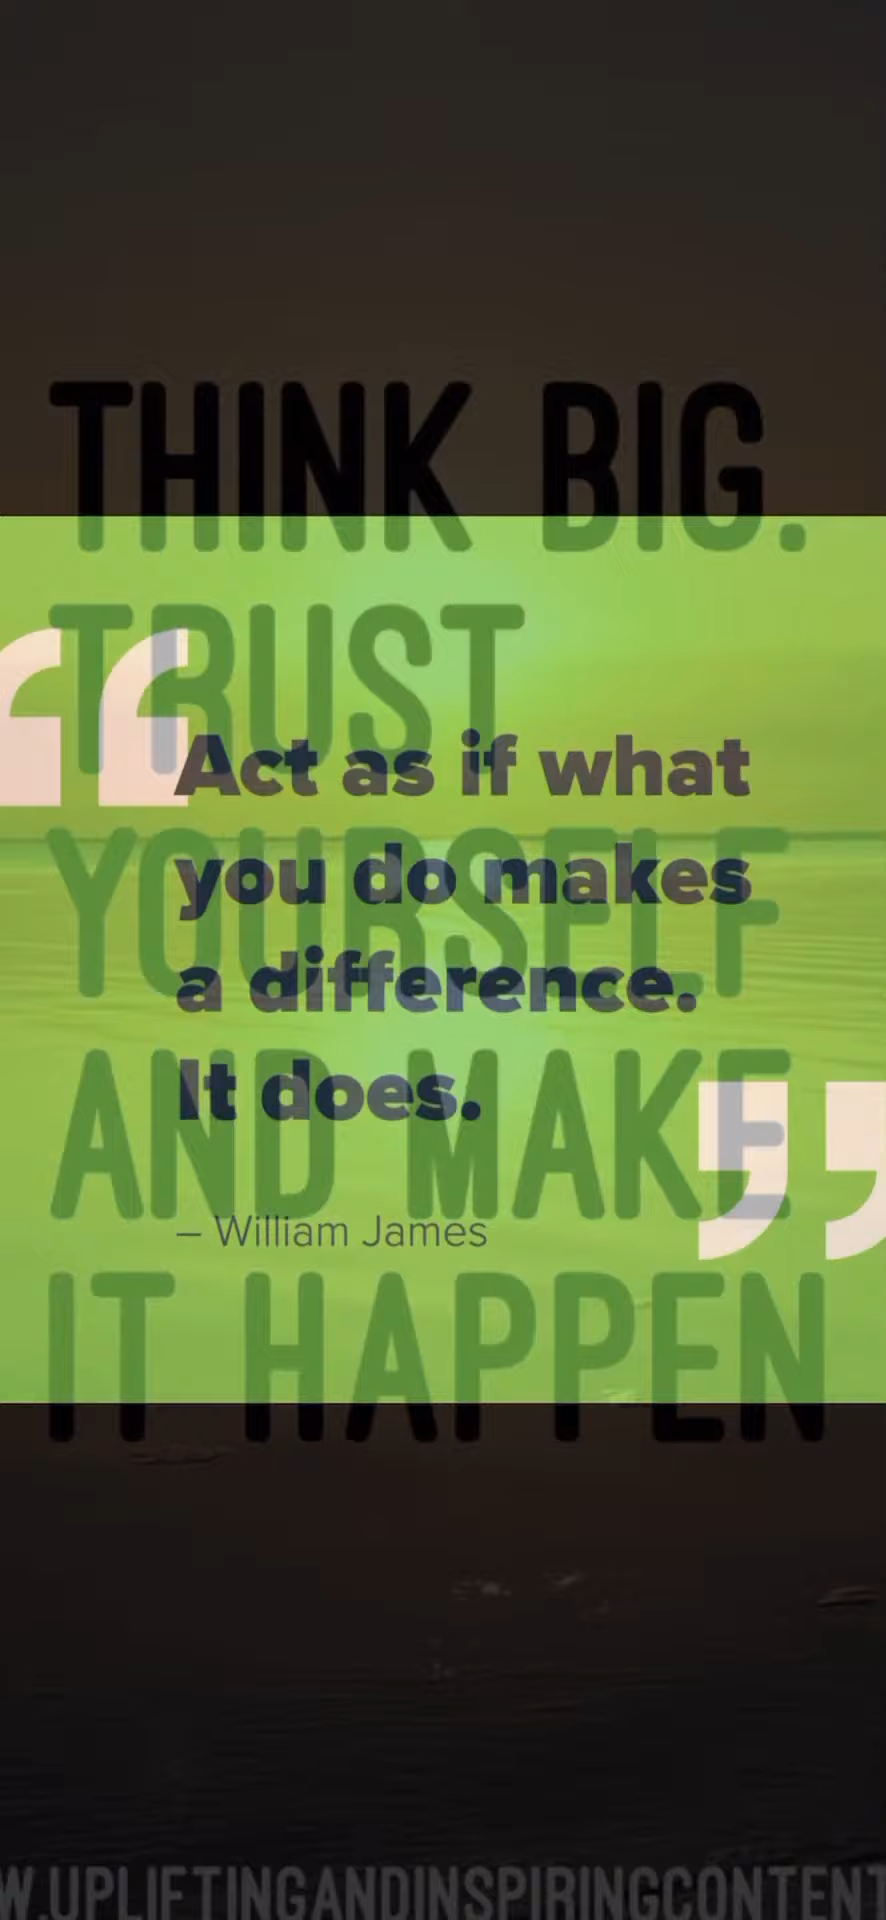 THINK BIG.
TRUST
YOURSELF
AND MAKE
IT HAPPEN
“Act as if what
you do makes
a difference.
It does.”
– William James
W.UPLIFTINGANDINSPIRINGCONTENT